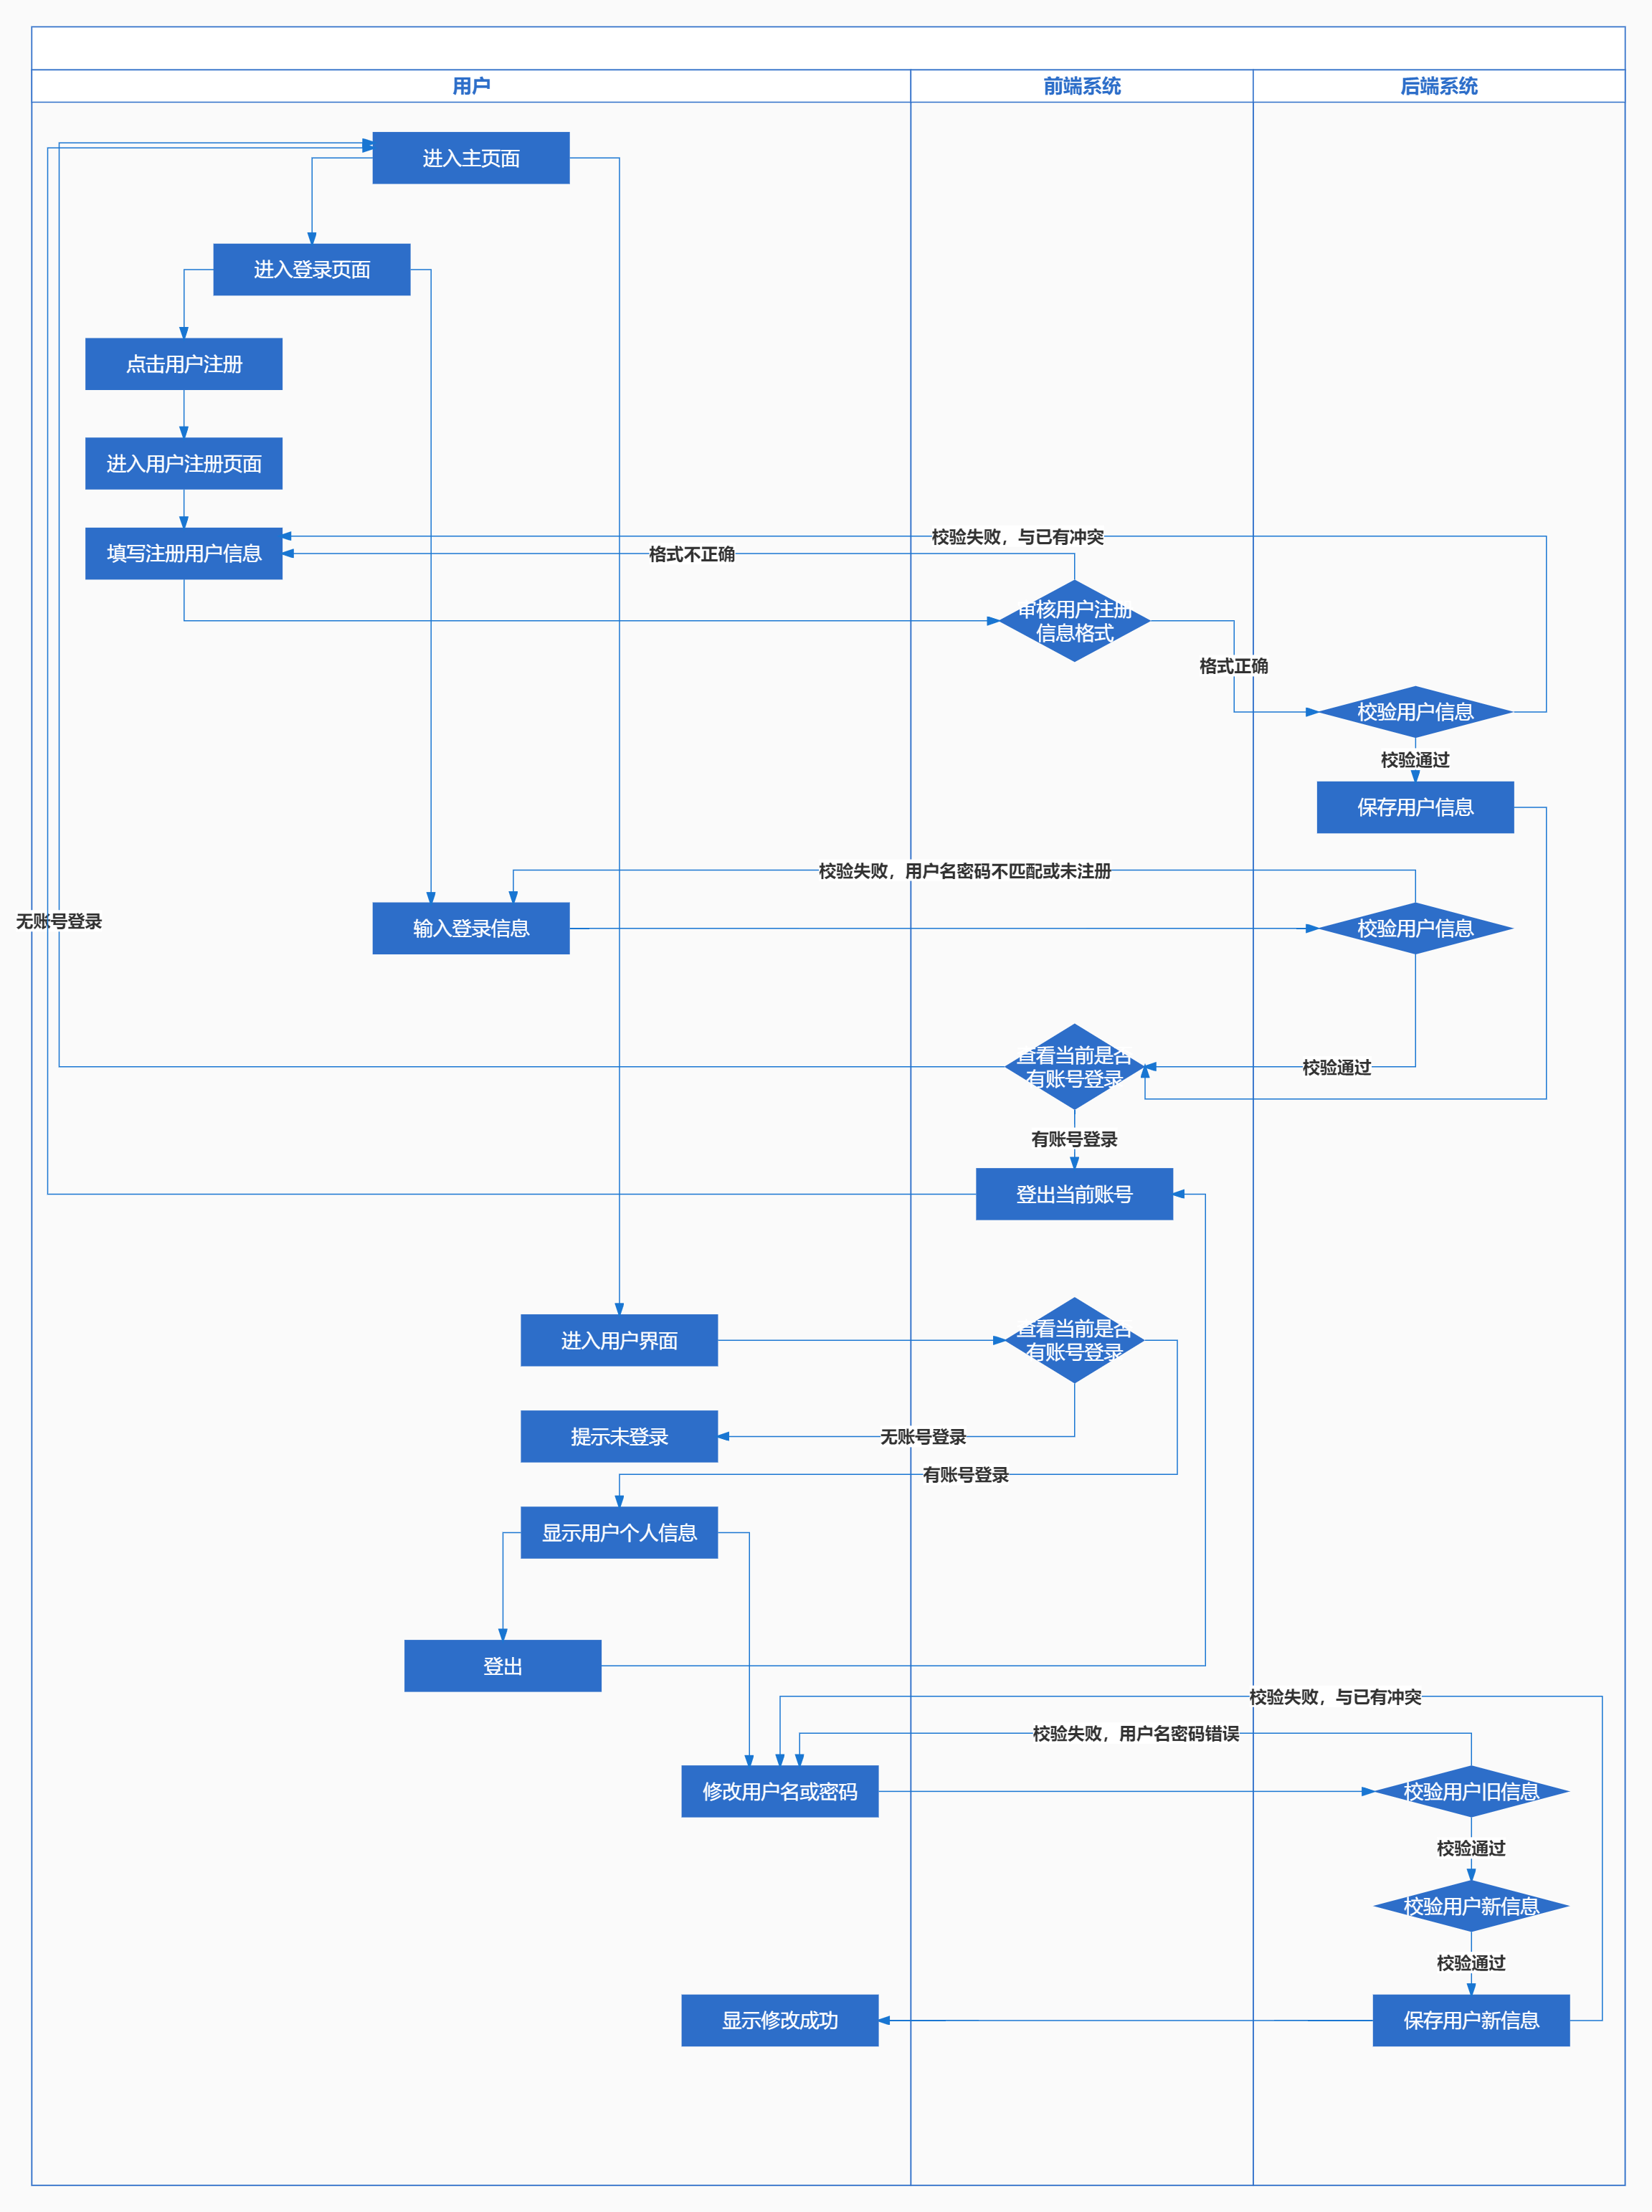 用户
前端系统
后端系统
进入主页面
进入登录页面
点击用户注册
进入用户注册页面
校验失败，与已有冲突
填写注册用户信息
格式不正确
审核用户注册
信息格式
格式正确
校验用户信息
校验通过
保存用户信息
校验失败，用户名密码不匹配或未注册
无账号登录
输入登录信息
校验用户信息
查看当前是否
有账号登录
校验通过
有账号登录
登出当前账号
进入用户界面
查看当前是否
有账号登录
提示未登录
无账号登录
有账号登录
显示用户个人信息
登出
校验失败，与已有冲突
校验失败，用户名密码错误
修改用户名或密码
校验用户旧信息
校验通过
校验用户新信息
校验通过
显示修改成功
保存用户新信息